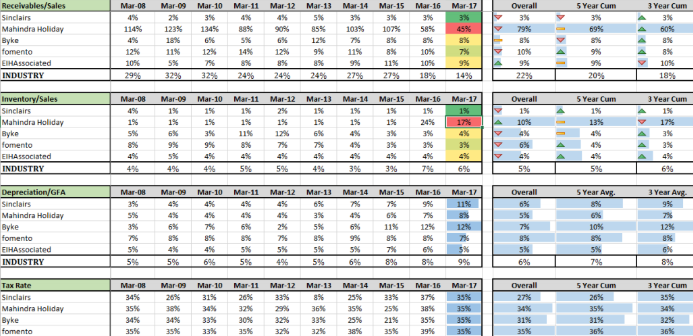 Receivables/Sales Mar-08 Mar-09 Mar-10 Mar-11 Mar-12 Mar-13 Mar-14 Mar-15 Mar-16 Mar-17 Overall 5 Year Cum 3 Year Cum
Sinclairs 4% 2% 3% 4% 4% 5% 3% 3% 3% 3% 3% 3% 3%
Mahindra Holiday 114% 123% 134% 88% 90% 85% 103% 107% 58% 45% 79% 69% 60%
Byke 4% 18% 6% 5% 6% 12% 7% 8% 8% 8% 8% 8% 8%
fomento 12% 11% 12% 14% 12% 9% 11% 8% 10% 7% 10% 9% 8%
EIHAssociated 10% 5% 7% 8% 8% 8% 9% 11% 10% 9% 9% 9% 10%
INDUSTRY 29% 32% 32% 24% 24% 24% 27% 27% 18% 14% 22% 20% 18%
Inventory/Sales Mar-08 Mar-09 Mar-10 Mar-11 Mar-12 Mar-13 Mar-14 Mar-15 Mar-16 Mar-17 Overall 5 Year Cum 3 Year Cum
Sinclairs 4% 1% 1% 1% 2% 1% 1% 1% 1% 1% 1% 1% 1%
Mahindra Holiday 1% 1% 1% 1% 1% 1% 1% 1% 24% 17% 10% 13% 17%
Byke 5% 6% 3% 11% 12% 6% 4% 3% 3% 4% 4% 4% 3%
fomento 8% 9% 9% 8% 7% 7% 4% 3% 3% 3% 6% 4% 3%
EIHAssociated 4% 5% 4% 4% 4% 4% 4% 4% 4% 4% 4% 4% 4%
INDUSTRY 4% 4% 4% 5% 5% 4% 3% 3% 7% 6% 5% 5% 6%
Depreciation/GFA Mar-08 Mar-09 Mar-10 Mar-11 Mar-12 Mar-13 Mar-14 Mar-15 Mar-16 Mar-17 Overall 5 Year Avg. 3 Year Avg.
Sinclairs 3% 4% 4% 4% 4% 6% 7% 7% 9% 11% 6% 8% 9%
Mahindra Holiday 5% 4% 4% 4% 4% 3% 4% 6% 7% 8% 5% 6% 7%
Byke 3% 6% 7% 6% 2% 5% 6% 11% 12% 12% 7% 10% 12%
fomento 7% 8% 8% 8% 7% 8% 9% 8% 8% 7% 8% 8% 8%
EIHAssociated 5% 4% 4% 5% 5% 5% 5% 7% 6% 5% 5% 5% 6%
INDUSTRY 5% 5% 6% 5% 4% 5% 6% 8% 8% 9% 6% 7% 8%
Tax Rate Mar-08 Mar-09 Mar-10 Mar-11 Mar-12 Mar-13 Mar-14 Mar-15 Mar-16 Mar-17 Overall 5 Year Cum 3 Year Cum
Sinclairs 34% 26% 31% 26% 33% 8% 25% 33% 37% 35% 27% 26% 35%
Mahindra Holiday 35% 38% 34% 32% 29% 36% 35% 25% 38% 35% 34% 35% 34%
Byke 34% 34% 33% 30% 32% 33% 25% 21% 35% 35% 31% 31% 32%
fomento 35% 35% 33% 35% 32% 32% 38% 35% 39% 35% 35% 36% 36%